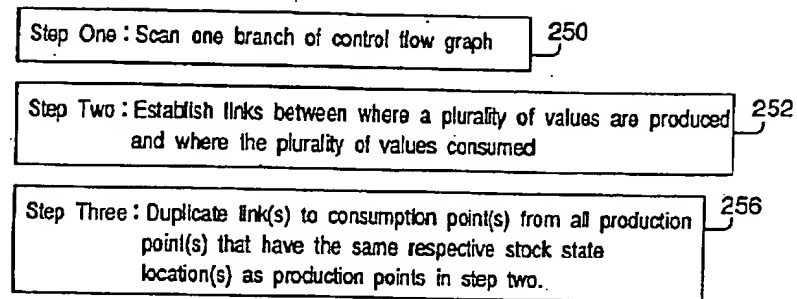 Step One : Scan one branch of control flow graph 250
Step Two : Establish links between where a plurality of values are produced 252
and where the plurality of values consumed
Step Three : Duplicate link(s) to consumption point(s) from all production 256
point(s) that have the same respective stock state
location(s) as production points in step two.